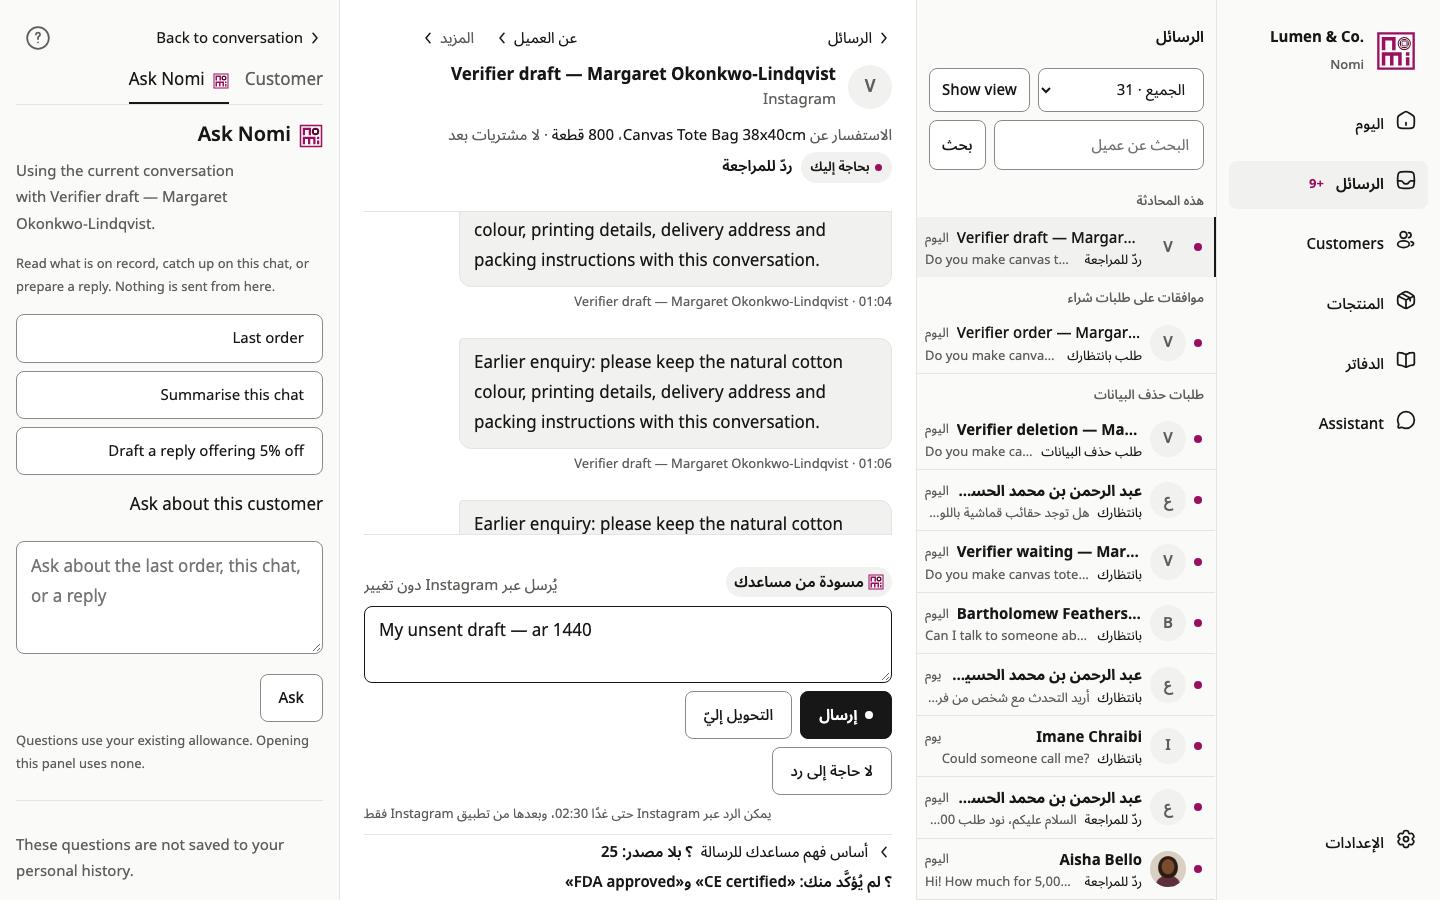 Lumen & Co.
Nomi
اليوم
الرسائل
9+
Customers
المنتجات
الدفاتر
Assistant
الإعدادات
الرسائل
الجميع · 31
Show view
البحث عن عميل
بحث
هذه المحادثة
V
Verifier draft — Margar...
اليوم
ردّ للمراجعة
Do you make canvas t...
موافقات على طلبات شراء
V
Verifier order — Margar...
اليوم
طلب بانتظارك
Do you make canva...
طلبات حذف البيانات
V
Verifier deletion — Ma...
اليوم
طلب حذف البيانات
Do you make ca...
ع
عبد الرحمن بن محمد الحسـ...
اليوم
بانتظارك
هل توجد حقائب قماشية باللو...
V
Verifier waiting — Mar...
اليوم
بانتظارك
Do you make canvas tote...
B
Bartholomew Feathers...
اليوم
بانتظارك
Can I talk to someone ab...
ع
عبد الرحمن بن محمد الحسيـ...
يوم
بانتظارك
أريد التحدث مع شخص من فر...
I
Imane Chraibi
يوم
بانتظارك
Could someone call me?
ع
عبد الرحمن بن محمد الحسـ...
اليوم
ردّ للمراجعة
السلام عليكم، نود طلب 00...
Aisha Bello
اليوم
ردّ للمراجعة
Hi! How much for 5,00...
الرسائل
عن العميل
المزيد
V
Verifier draft — Margaret Okonkwo-Lindqvist
Instagram
الاستفسار عن Canvas Tote Bag 38x40cm، 800 قطعة · لا مشتريات بعد
بحاجة إليك
ردّ للمراجعة
colour, printing details, delivery address and
packing instructions with this conversation.
Verifier draft — Margaret Okonkwo-Lindqvist · 01:04
Earlier enquiry: please keep the natural cotton
colour, printing details, delivery address and
packing instructions with this conversation.
Verifier draft — Margaret Okonkwo-Lindqvist · 01:06
Earlier enquiry: please keep the natural cotton
مسودة من مساعدك
يُرسل عبر Instagram دون تغيير
My unsent draft — ar 1440
إرسال
التحويل إليّ
لا حاجة إلى رد
يمكن الرد عبر Instagram حتى غدًا 02:30، وبعدها من تطبيق Instagram فقط
أساس فهم مساعدك للرسالة
؟ بلا مصدر: 25
؟ لم يُؤكَّد منك: «CE certified» و«FDA approved»
Back to conversation
?
Customer
Ask Nomi
Ask Nomi
Using the current conversation
with Verifier draft — Margaret
Okonkwo-Lindqvist.
Read what is on record, catch up on this chat, or
prepare a reply. Nothing is sent from here.
Last order
Summarise this chat
Draft a reply offering 5% off
Ask about this customer
Ask about the last order, this chat,
or a reply
Ask
Questions use your existing allowance. Opening
this panel uses none.
These questions are not saved to your
personal history.